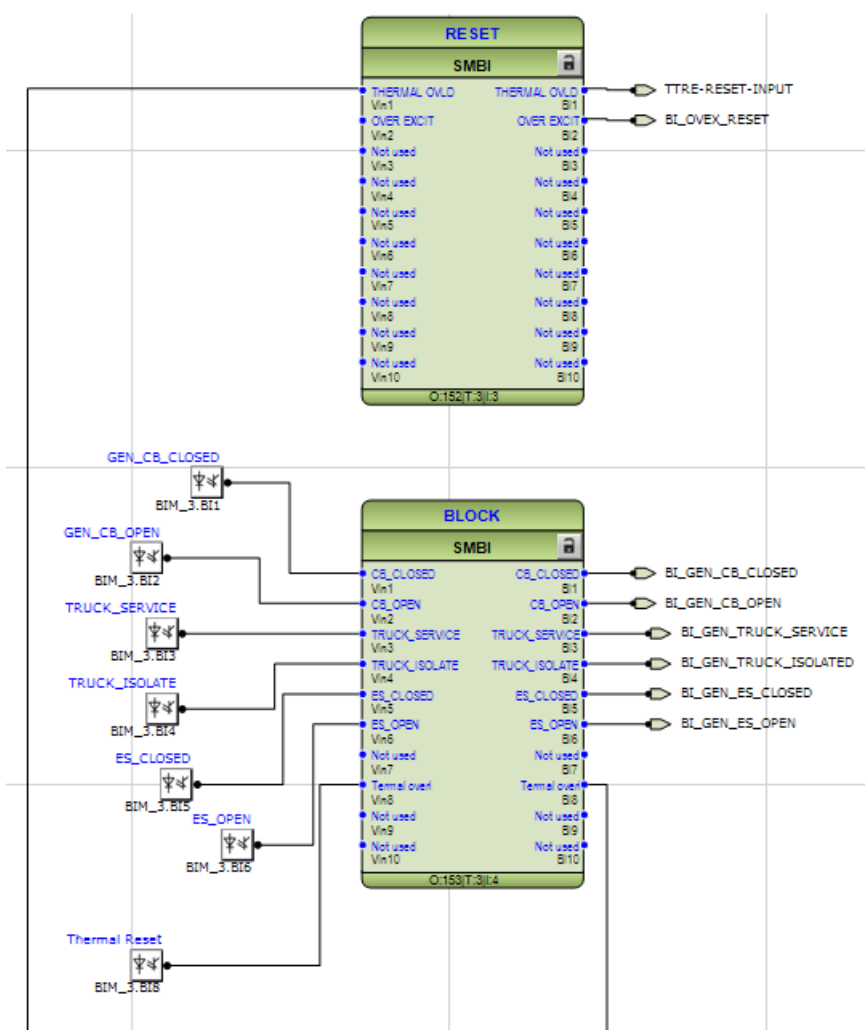 RESET
SMBI
THERMAL OVLD THERMAL OVLD TTRE-RESET-INPUT
VIn1 BI1
OVER EXCIT OVER EXCIT BI_OVEX_RESET
VIn2 BI2
Not used Not used
VIn3 BI3
Not used Not used
VIn4 BI4
Not used Not used
VIn5 BI5
Not used Not used
VIn6 BI6
Not used Not used
VIn7 BI7
Not used Not used
VIn8 BI8
Not used Not used
VIn9 BI9
Not used Not used
VIn10 BI10
O:152|T:3|I:3
GEN_CB_CLOSED
BIM_3.BI1
GEN_CB_OPEN
BIM_3.BI2
TRUCK_SERVICE
BIM_3.BI3
TRUCK_ISOLATE
BIM_3.BI4
ES_CLOSED
BIM_3.BI5
ES_OPEN
BIM_3.BI6
Thermal Reset
BIM_3.BI8
BLOCK
SMBI
CB_CLOSED CB_CLOSED BI_GEN_CB_CLOSED
VIn1 BI1
CB_OPEN CB_OPEN BI_GEN_CB_OPEN
VIn2 BI2
TRUCK_SERVICE TRUCK_SERVICE BI_GEN_TRUCK_SERVICE
VIn3 BI3
TRUCK_ISOLATE TRUCK_ISOLATE BI_GEN_TRUCK_ISOLATED
VIn4 BI4
ES_CLOSED ES_CLOSED BI_GEN_ES_CLOSED
VIn5 BI5
ES_OPEN ES_OPEN BI_GEN_ES_OPEN
VIn6 BI6
Not used Not used
VIn7 BI7
Termal overl Termal overl
VIn8 BI8
Not used Not used
VIn9 BI9
Not used Not used
VIn10 BI10
O:153|T:3|I:4